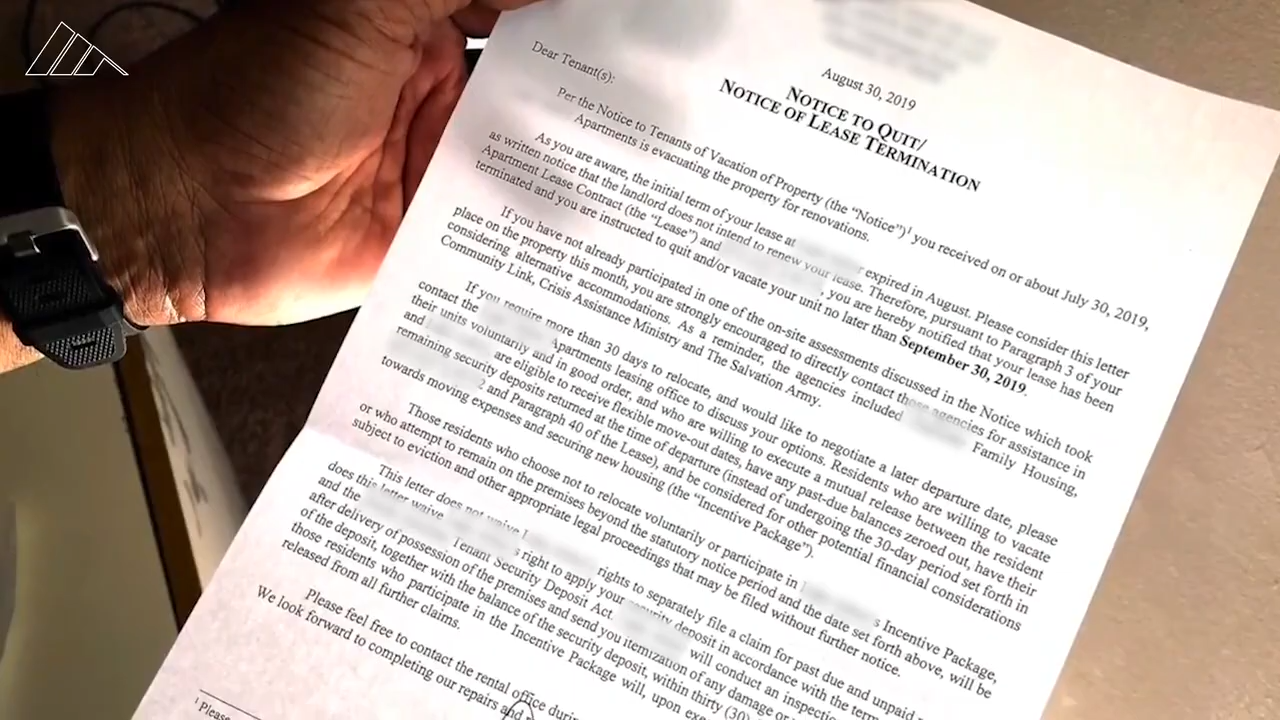 August 30, 2019
NOTICE TO QUIT/
NOTICE OF LEASE TERMINATION
Dear Tenant(s):
Per the Notice to Tenants of Vacation of Property (the “Notice”)¹ you received on or about July 30, 2019,
Apartments is evacuating the property for renovations.
As you are aware, the initial term of your lease at expired in August. Please consider this letter
as written notice that the landlord does not intend to renew your lease. Therefore, pursuant to Paragraph 3 of your
Apartment Lease Contract (the “Lease”) and , you are hereby notified that your lease has been
terminated and you are instructed to quit and/or vacate your unit no later than September 30, 2019.
If you have not already participated in one of the on-site assessments discussed in the Notice which took
place on the property this month, you are strongly encouraged to directly contact those agencies for assistance in
considering alternative accommodations. As a reminder, the agencies included Family Housing,
Community Link, Crisis Assistance Ministry and The Salvation Army.
If you require more than 30 days to relocate, and would like to negotiate a later departure date, please
contact the Apartments leasing office to discuss your options. Residents who are willing to vacate
their units voluntarily and in good order, and who are willing to execute a mutual release between the resident
and are eligible to receive flexible move-out dates, have any past-due balances zeroed out, have their
remaining security deposits returned at the time of departure (instead of undergoing the 30-day period set forth in
2 and Paragraph 40 of the Lease), and be considered for other potential financial considerations
towards moving expenses and securing new housing (the “Incentive Package”).
Those residents who choose not to relocate voluntarily or participate in Incentive Package,
or who attempt to remain on the premises beyond the statutory notice period and the date set forth above, will be
subject to eviction and other appropriate legal proceedings that may be filed without further notice.
This letter does not waive rights to separately file a claim for past due and unpaid
does this letter waive right to apply your security deposit in accordance with the
and the Tenant Security Deposit Act. will conduct an inspection
after delivery of possession of the premises and send you itemization of any damage
of the deposit, together with the balance of the security deposit, within thirty (30)
those residents who participate in the Incentive Package will, upon
released from all further claims.
Please feel free to contact the rental office
We look forward to completing our repairs and
¹ Please